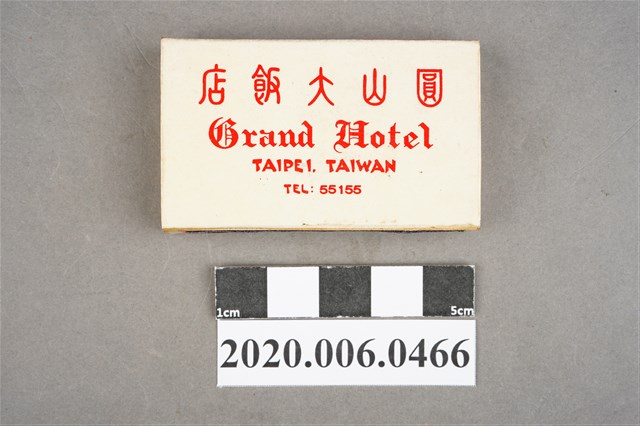 圓山大飯店
Grand Hotel
TAIPEI, TAIWAN
TEL: 55155
1cm 5cm
2020.006.0466